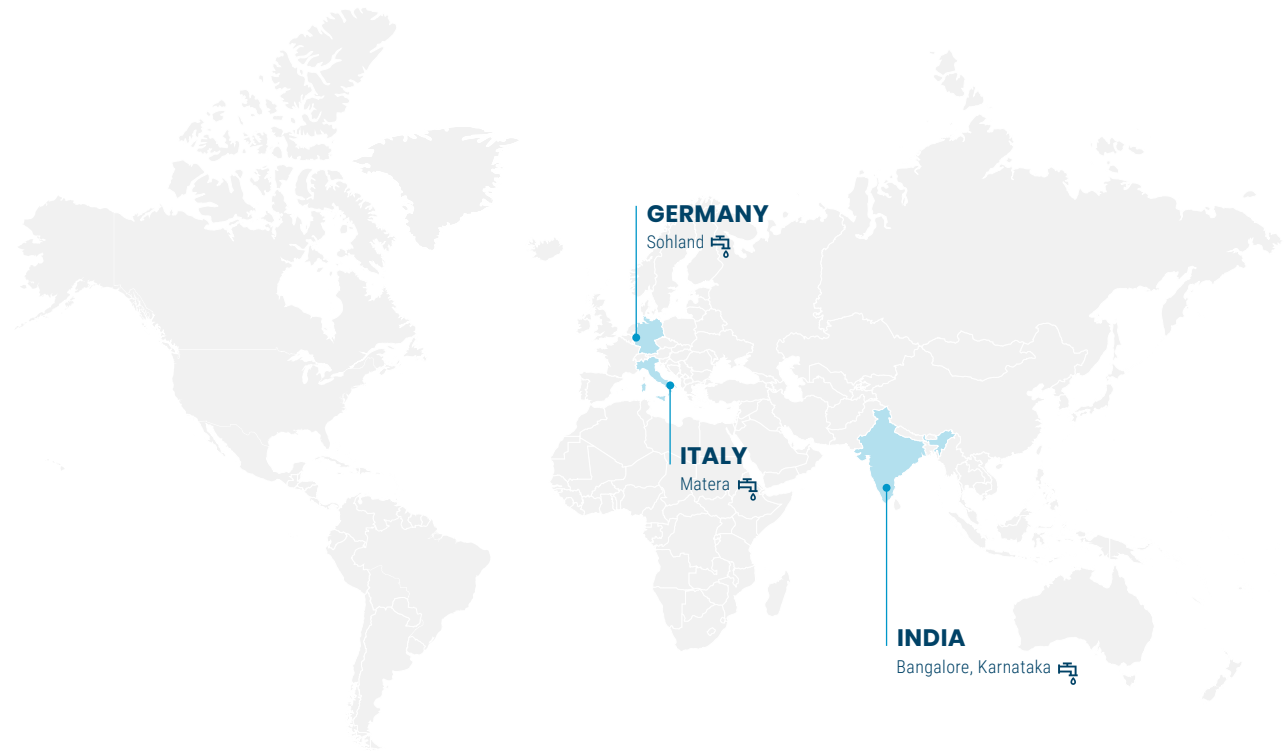 GERMANY
Sohland
ITALY
Matera
INDIA
Bangalore, Karnataka